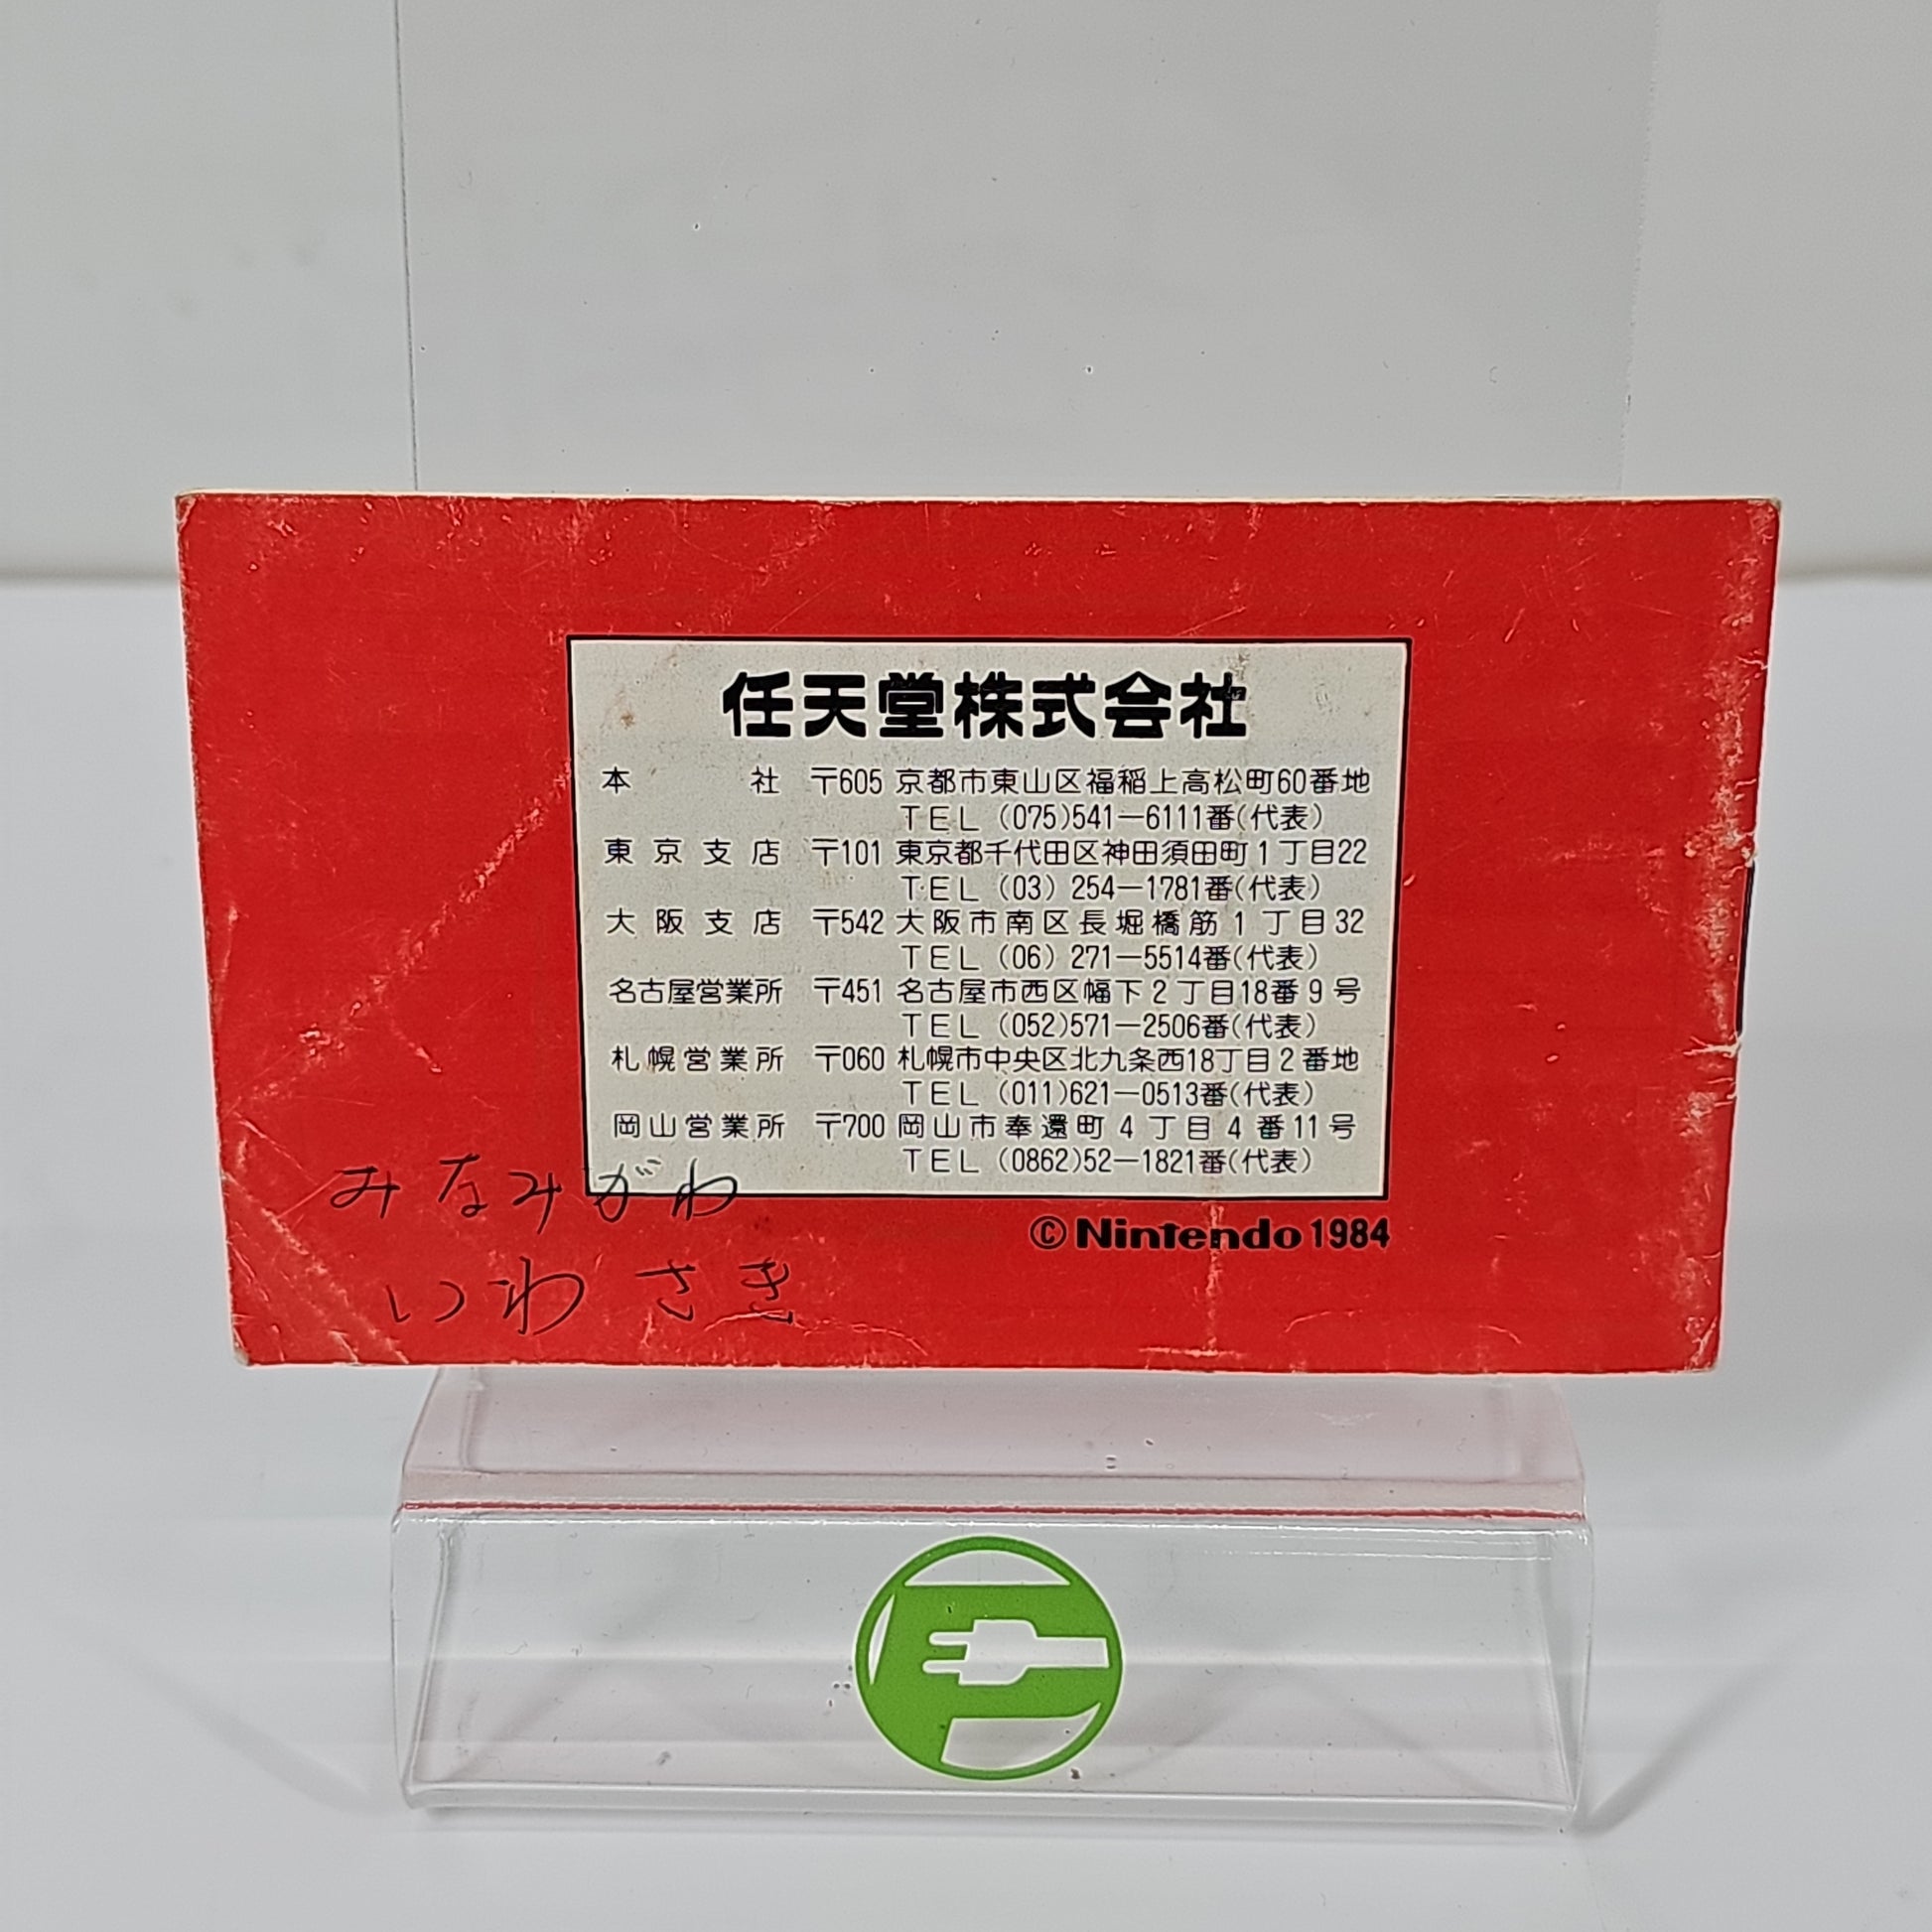 任天堂株式会社
本社 〒605 京都市東山区福稲上高松町60番地
TEL (075)541-6111番(代表)
東京支店 〒101 東京都千代田区神田須田町1丁目22
TEL (03) 254-1781番(代表)
大阪支店 〒542 大阪市南区長堀橋筋1丁目32
TEL (06) 271-5514番(代表)
名古屋営業所 〒451 名古屋市西区幅下2丁目18番9号
TEL (052)571-2506番(代表)
札幌営業所 〒060 札幌市中央区北九条西18丁目2番地
TEL (011)621-0513番(代表)
岡山営業所 〒700 岡山市奉還町4丁目4番11号
TEL (0862)52-1821番(代表)
©Nintendo 1984
みなみがわ
いわさき